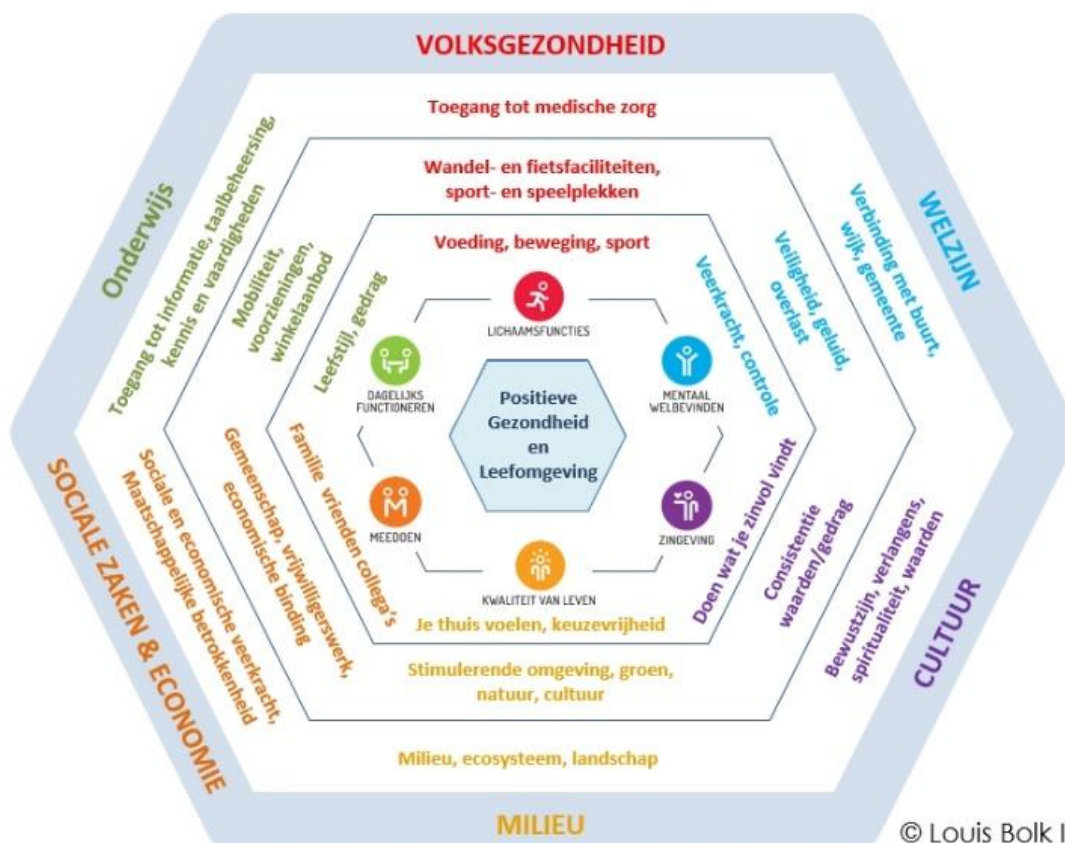 VOLKSGEZONDHEID
Toegang tot medische zorg
Wandel- en fietsfaciliteiten,
sport- en speelplekken
Voeding, beweging, sport
LICHAAMSFUNCTIES
WELZIJN
Verbinding met buurt,
wijk, gemeente
Veiligheid, geluid,
overlast
Veerkracht, controle
MENTAAL
WELBEVINDEN
CULTUUR
Bewustzijn, verlangens,
spiritualiteit, waarden
Consistentie
waarden/gedrag
Doen wat je zinvol vindt
ZINGEVING
MILIEU
Milieu, ecosysteem, landschap
Stimulerende omgeving, groen,
natuur, cultuur
Je thuis voelen, keuzevrijheid
KWALITEIT VAN LEVEN
SOCIALE ZAKEN & ECONOMIE
Sociale en economische veerkracht,
Maatschappelijke betrokkenheid
Gemeenschap, vrijwilligerswerk,
economische binding
Familie vrienden collega's
MEEDOEN
Onderwijs
Toegang tot informatie, taalbeheersing,
kennis en vaardigheden
Mobiliteit,
voorzieningen,
winkelaanbod
Leefstijl, gedrag
DAGELIJKS
FUNCTIONEREN
Positieve
Gezondheid
en
Leefomgeving
© Louis Bolk I